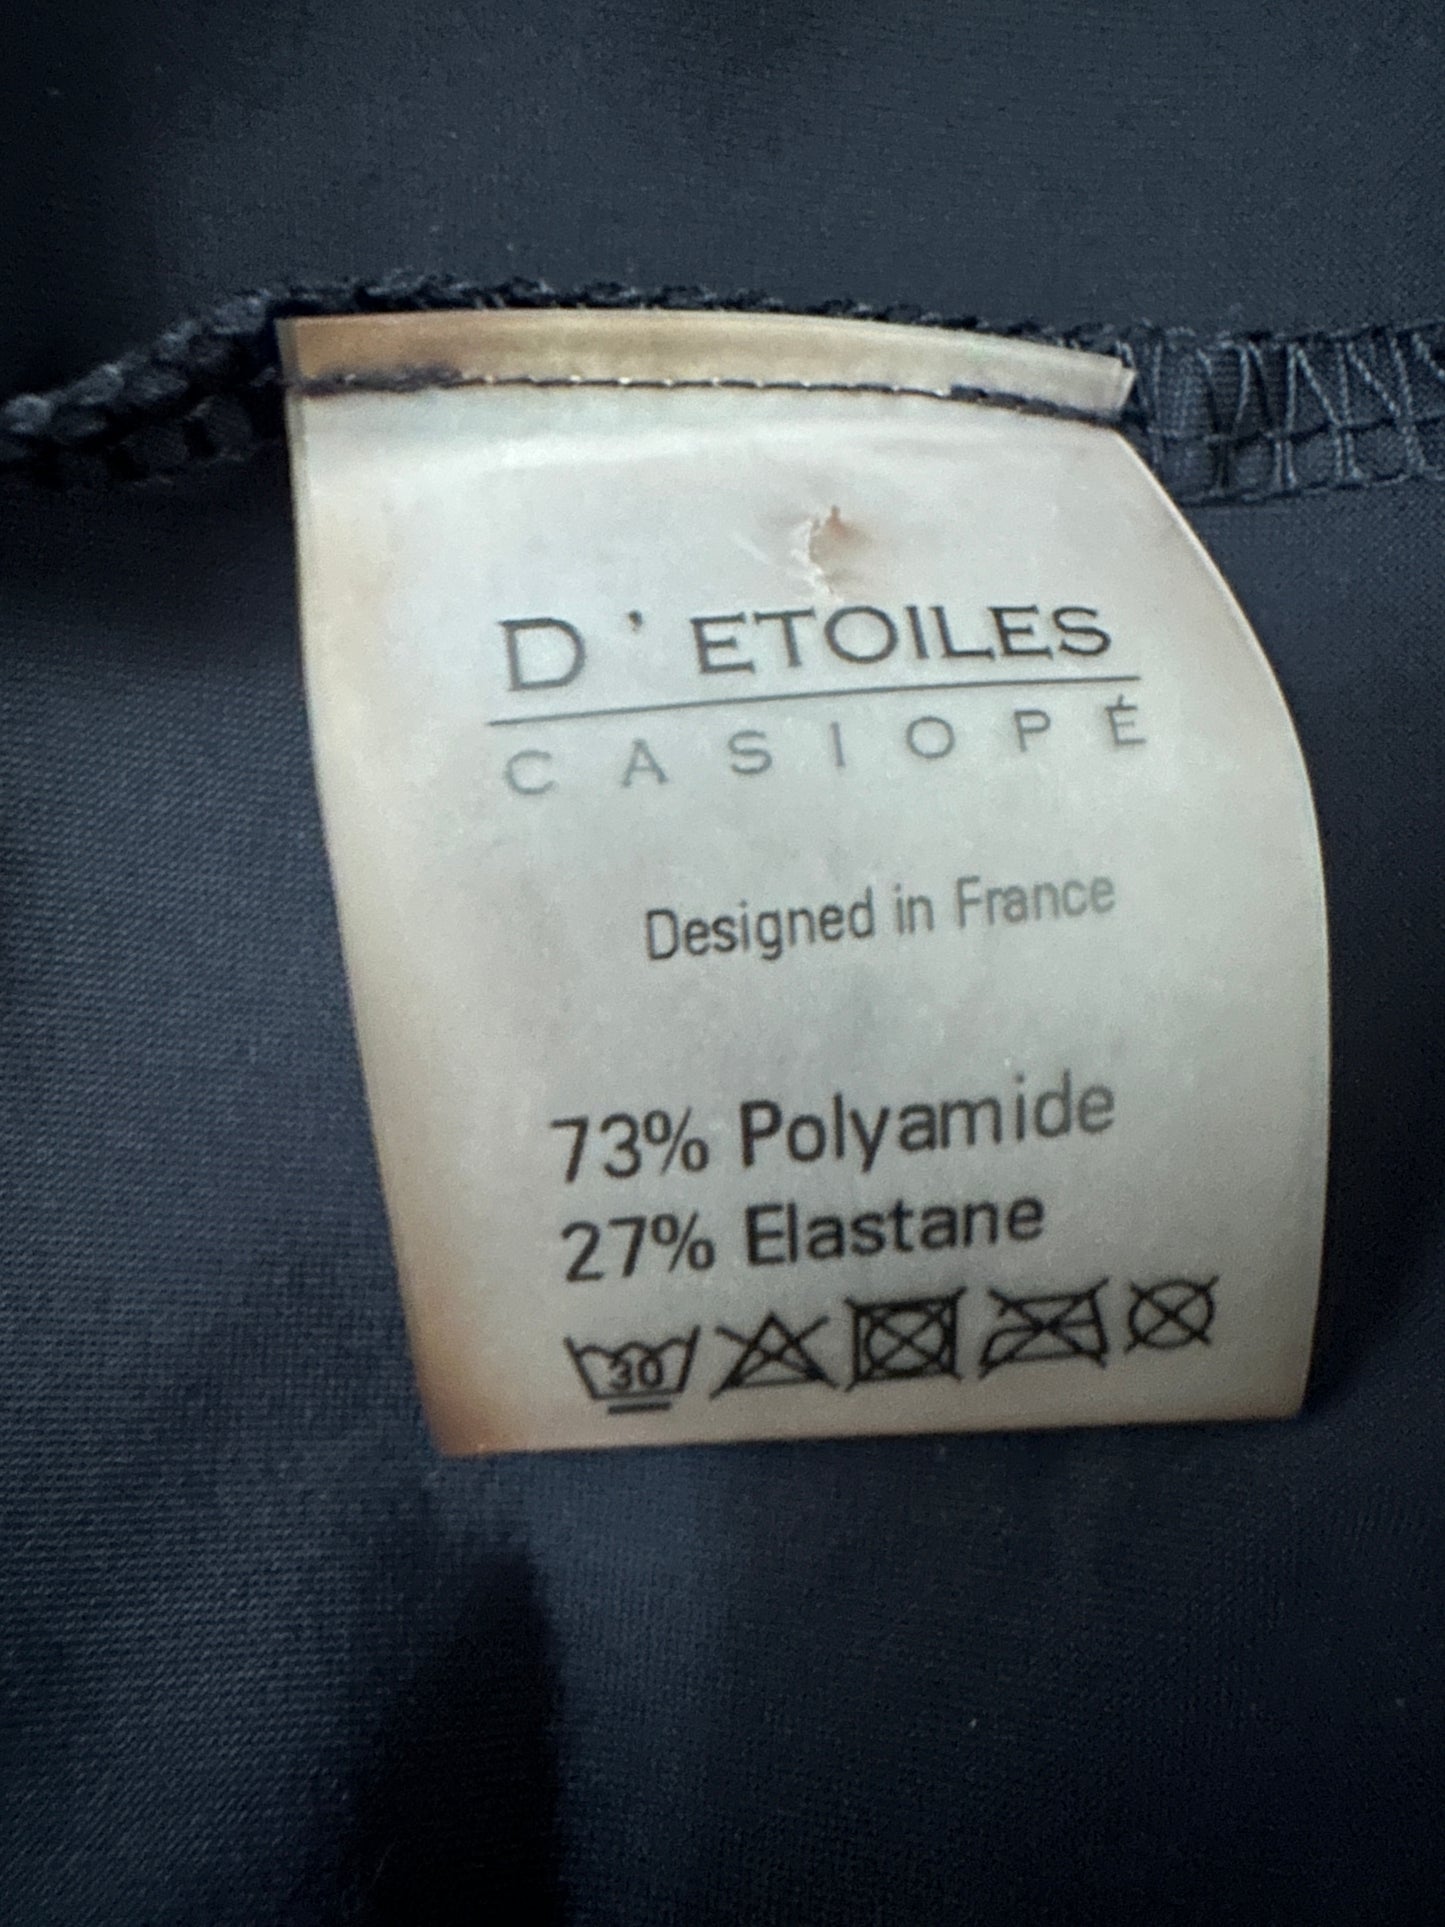 D'ETOILES
CASIOPÉ
Designed in France
73% Polyamide
27% Elastane
30